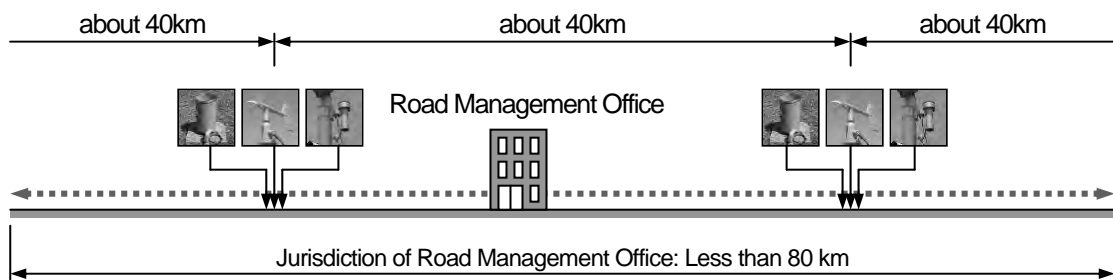 about 40km about 40km about 40km
Road Management Office
Jurisdiction of Road Management Office: Less than 80 km